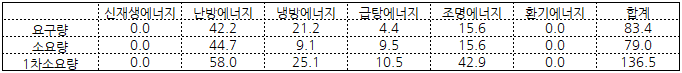 신재생에너지 난방에너지 냉방에너지 급탕에너지 조명에너지 환기에너지 합계
요구량 0.0 42.2 21.2 4.4 15.6 0.0 83.4
소요량 0.0 44.7 9.1 9.5 15.6 0.0 79.0
1차소요량 0.0 58.0 25.1 10.5 42.9 0.0 136.5